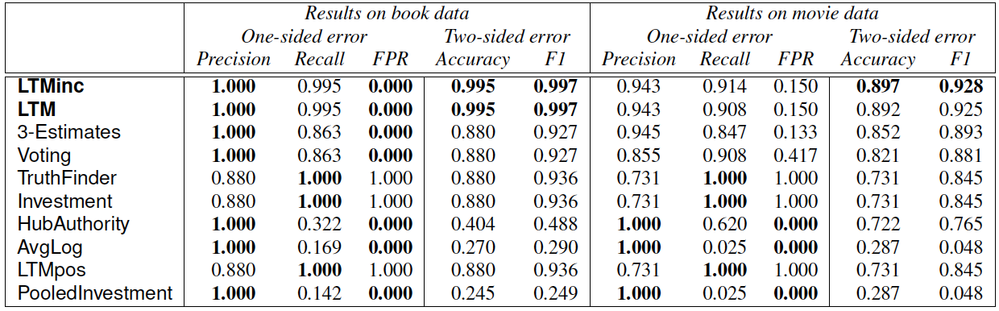 Results on book data Results on movie data
One-sided error Two-sided error One-sided error Two-sided error
Precision Recall FPR Accuracy F1 Precision Recall FPR Accuracy F1
LTMinc 1.000 0.995 0.000 0.995 0.997 0.943 0.914 0.150 0.897 0.928
LTM 1.000 0.995 0.000 0.995 0.997 0.943 0.908 0.150 0.892 0.925
3-Estimates 1.000 0.863 0.000 0.880 0.927 0.945 0.847 0.133 0.852 0.893
Voting 1.000 0.863 0.000 0.880 0.927 0.855 0.908 0.417 0.821 0.881
TruthFinder 0.880 1.000 1.000 0.880 0.936 0.731 1.000 1.000 0.731 0.845
Investment 0.880 1.000 1.000 0.880 0.936 0.731 1.000 1.000 0.731 0.845
HubAuthority 1.000 0.322 0.000 0.404 0.488 1.000 0.620 0.000 0.722 0.765
AvgLog 1.000 0.169 0.000 0.270 0.290 1.000 0.025 0.000 0.287 0.048
LTMpos 0.880 1.000 1.000 0.880 0.936 0.731 1.000 1.000 0.731 0.845
PooledInvestment 1.000 0.142 0.000 0.245 0.249 1.000 0.025 0.000 0.287 0.048